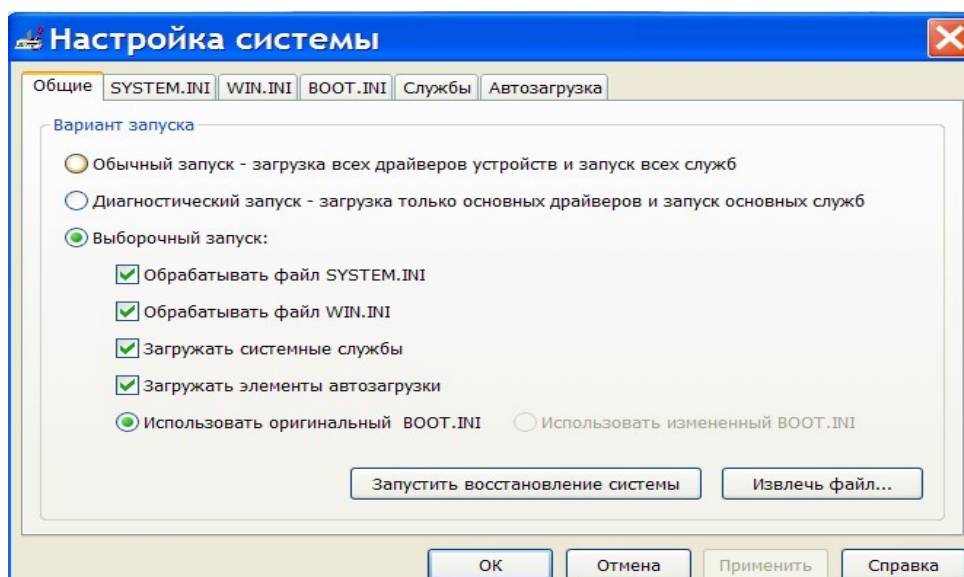 Настройка системы
Общие SYSTEM.INI WIN.INI BOOT.INI Службы Автозагрузка
Вариант запуска
Обычный запуск - загрузка всех драйверов устройств и запуск всех служб
Диагностический запуск - загрузка только основных драйверов и запуск основных служб
Выборочный запуск:
Обрабатывать файл SYSTEM.INI
Обрабатывать файл WIN.INI
Загружать системные службы
Загружать элементы автозагрузки
Использовать оригинальный BOOT.INI Использовать измененный BOOT.INI
Запустить восстановление системы Извлечь файл...
ОК Отмена Применить Справка